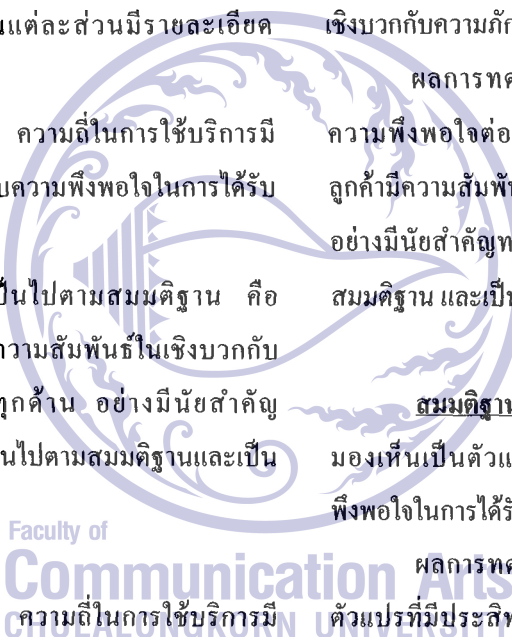 นแต่ละส่วนมีรายละเอียด
ความถี่ในการใช้บริการมี
บความพึงพอใจในการได้รับ
ป็นไปตามสมมติฐาน คือ
วามสัมพันธ์ในเชิงบวกกับ
ทุกด้าน อย่างมีนัยสำคัญ
นไปตามสมมติฐานและเป็น
ความถี่ในการใช้บริการมี
เชิงบวกกับความภัก
ผลการทด
ความพึงพอใจต่อ
ลูกค้ามีความสัมพัน
อย่างมีนัยสำคัญท
สมมติฐาน และเป็น
สมมติฐาน
มองเห็นเป็นตัวแ
พึงพอใจในการได้รั
ผลการทด
ตัวแปรที่มีประสิท
Faculty of
Communication Arts